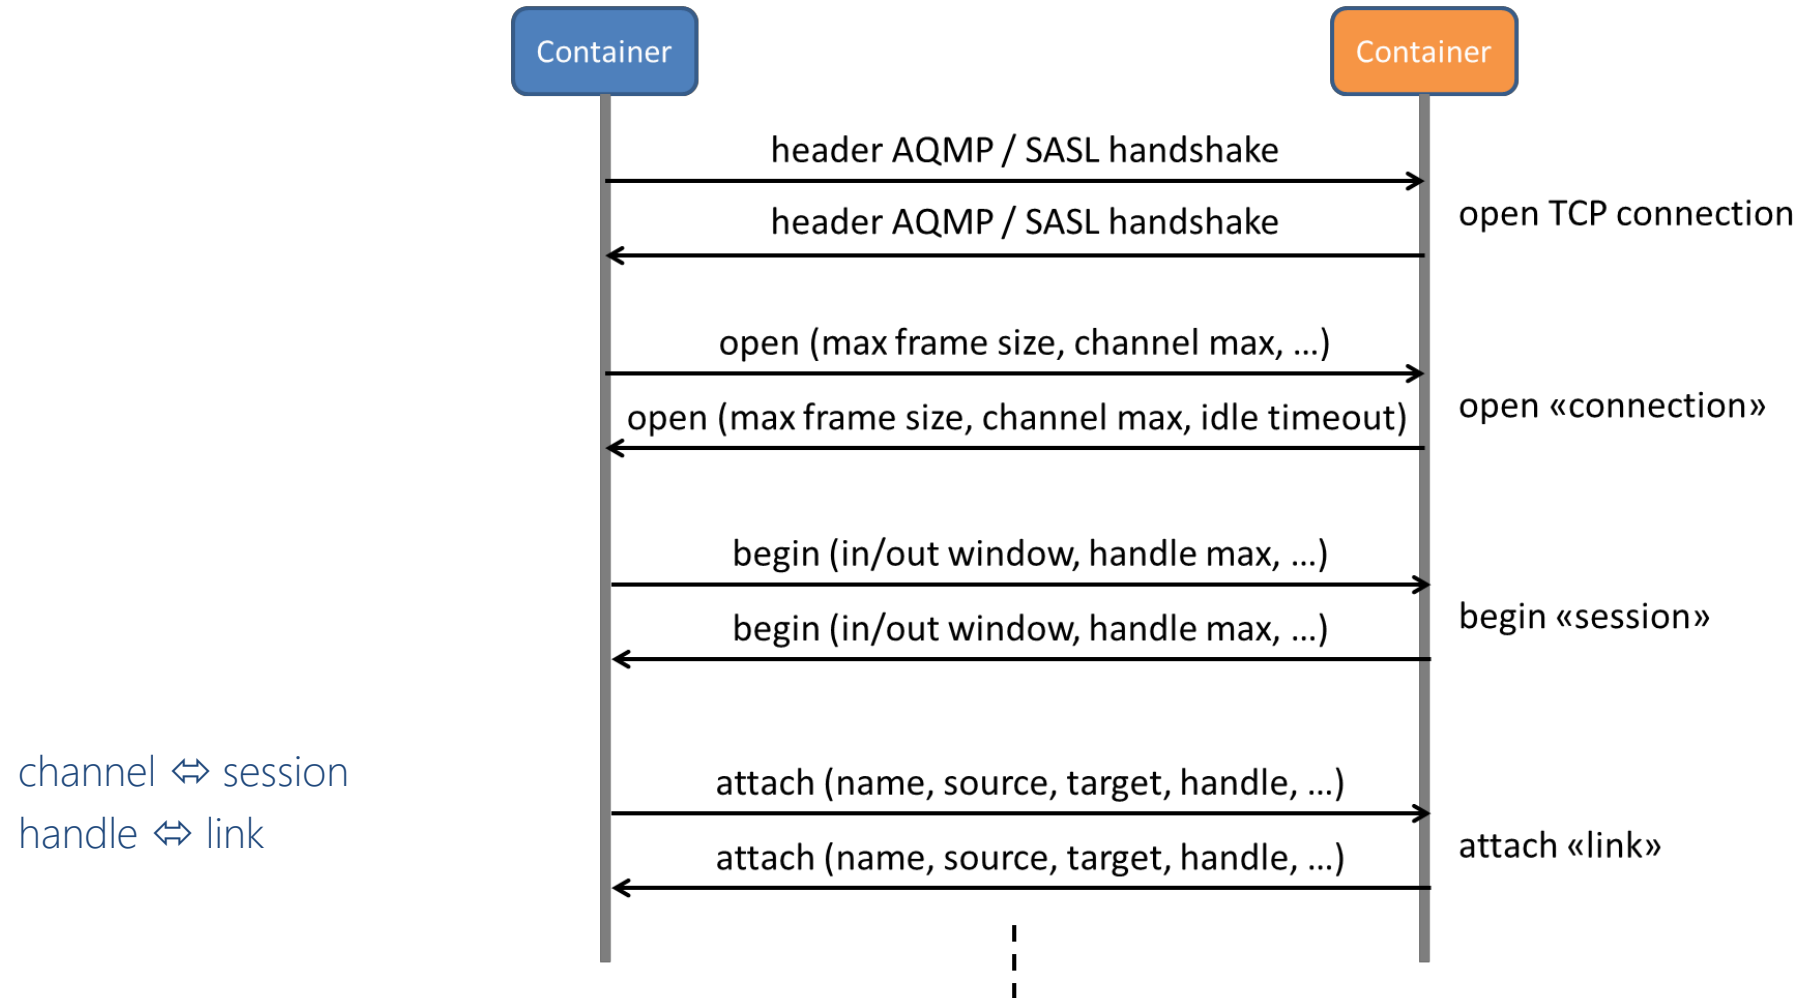 Container
Container
header AQMP / SASL handshake
header AQMP / SASL handshake
open TCP connection
open (max frame size, channel max, ...)
open (max frame size, channel max, idle timeout)
open «connection»
begin (in/out window, handle max, ...)
begin (in/out window, handle max, ...)
begin «session»
channel ⬄ session
handle ⬄ link
attach (name, source, target, handle, ...)
attach (name, source, target, handle, ...)
attach «link»